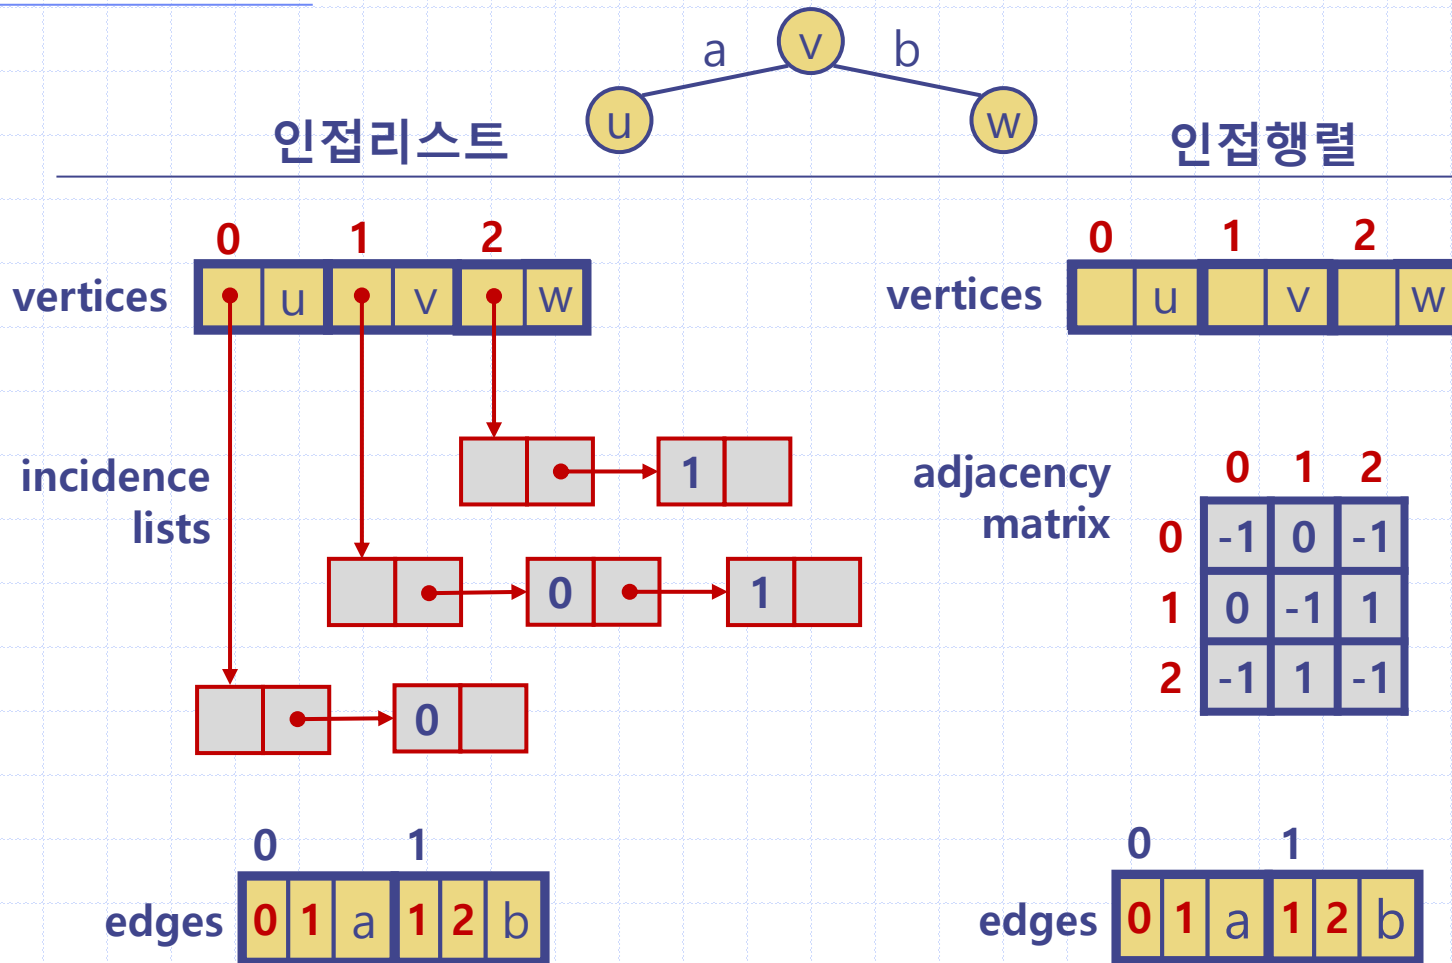 a v b
u w
인접리스트
인접행렬
0 1 2
vertices u v w
0 1 2
vertices u v w
incidence
lists
1
0 1
0
adjacency
matrix
0 1 2
0 -1 0 -1
1 0 -1 1
2 -1 1 -1
0 1
edges 0 1 a 1 2 b
0 1
edges 0 1 a 1 2 b